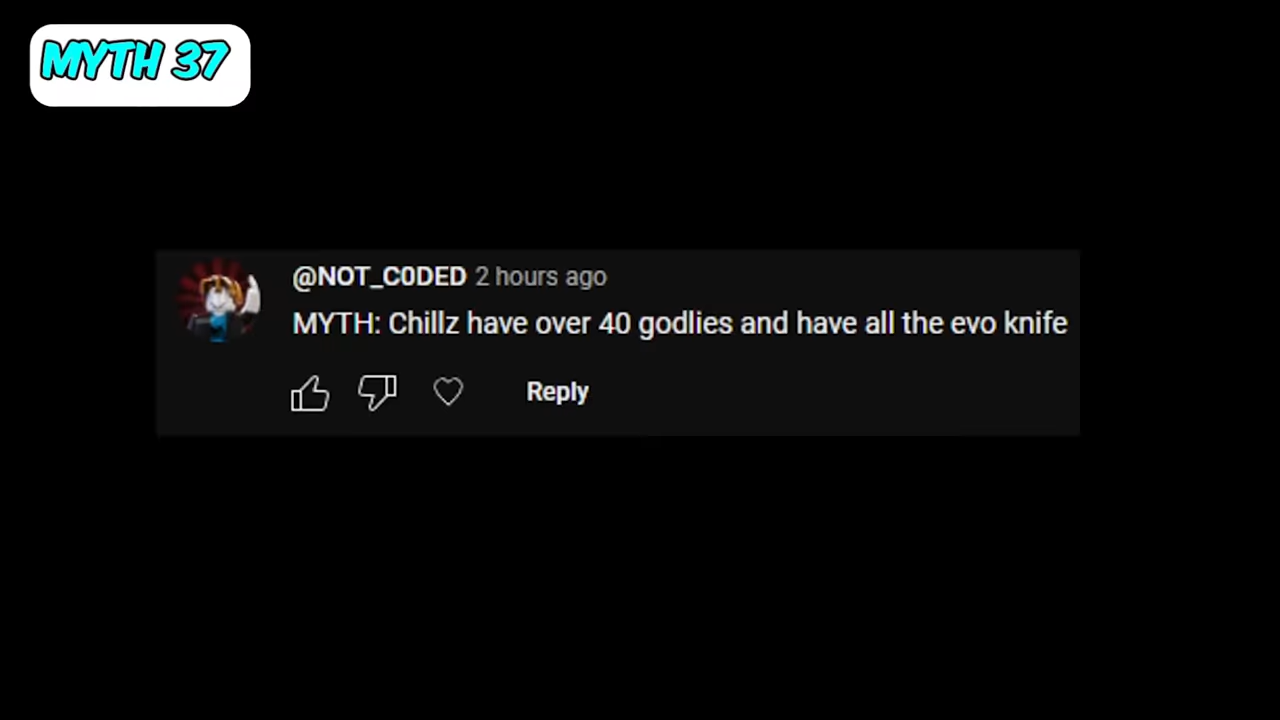 MYTH 37
@NOT_C0DED 2 hours ago
MYTH: Chillz have over 40 godlies and have all the evo knife
Reply